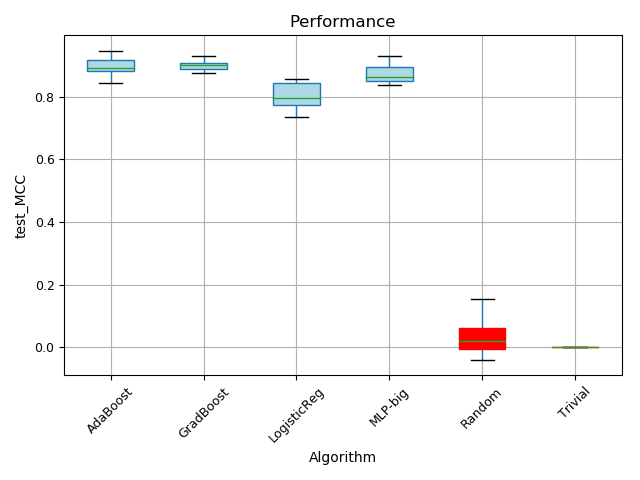 Performance
test_MCC
0.8
0.6
0.4
0.2
0.0
AdaBoost
GradBoost
LogisticReg
MLP-big
Random
Trivial
Algorithm